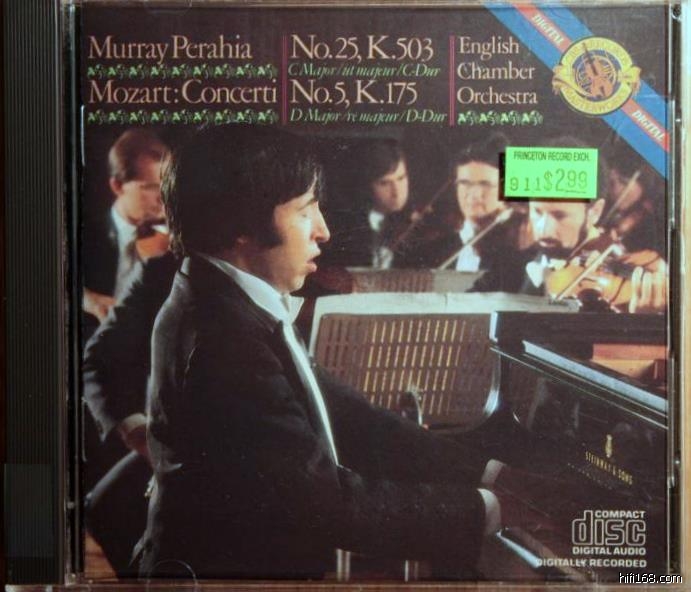 Murray Perahia
Mozart: Concerti
No. 25, K.503
C Major/ut majeur/C-Dur
No. 5, K.175
D Major/ré majeur/D-Dur
English
Chamber
Orchestra
DIGITAL
MASTERWORKS
DIGITAL
PRINCETON RECORD EXCH.
911 $2.99
STEINWAY & SONS
COMPACT
disc
DIGITAL AUDIO
DIGITALLY RECORDED
hifi168.com